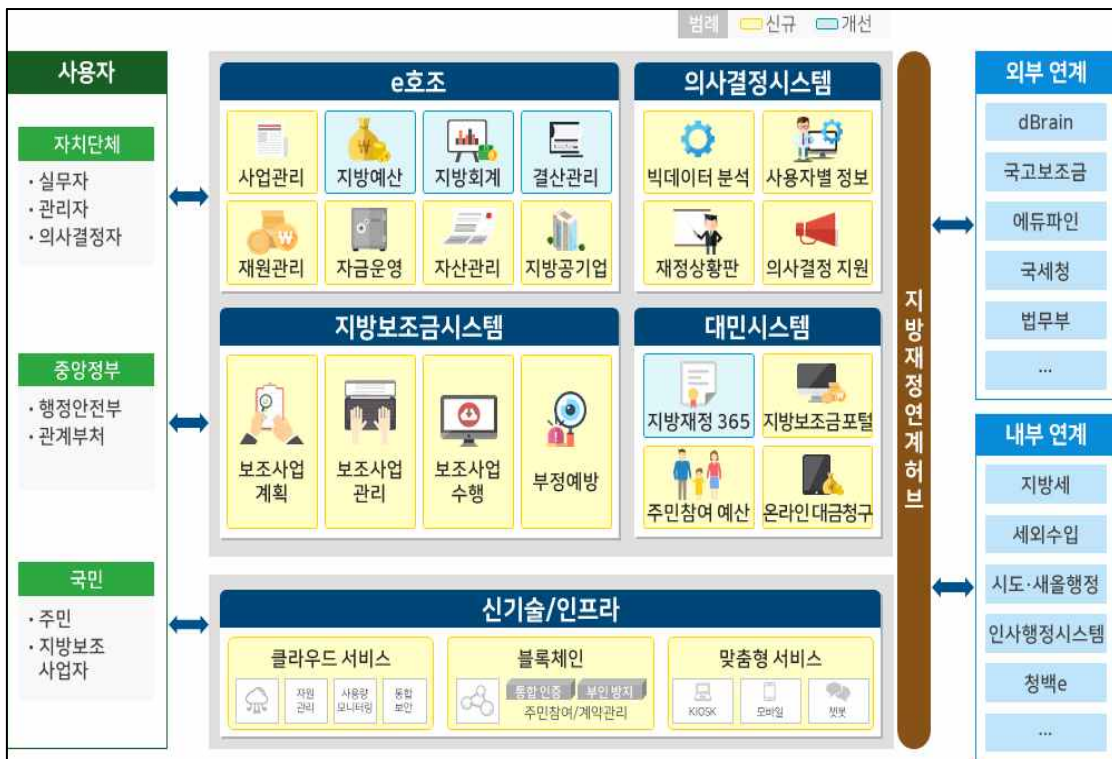 범례 신규 개선
사용자
자치단체
· 실무자
· 관리자
· 의사결정자
중앙정부
· 행정안전부
· 관계부처
국민
· 주민
· 지방보조
사업자
e호조
사업관리 지방예산 지방회계 결산관리
재원관리 자금운영 자산관리 지방공기업
의사결정시스템
빅데이터 분석 사용자별 정보
재정상황판 의사결정 지원
지방보조금시스템
보조사업 보조사업 보조사업 부정예방
계획 관리 수행
대민시스템
지방재정 365 지방보조금포털
주민참여 예산 온라인 대금청구
신기술/인프라
클라우드 서비스
자원 사용량 통합
관리 모니터링 보안
블록체인
통합 인증 부인 방지
주민참여/계약관리
맞춤형 서비스
KIOSK 모바일 챗봇
지방재정연계허브
외부 연계
dBrain
국고보조금
에듀파인
국세청
법무부
...
내부 연계
지방세
세외수입
시도·새올행정
인사행정시스템
청백e
...